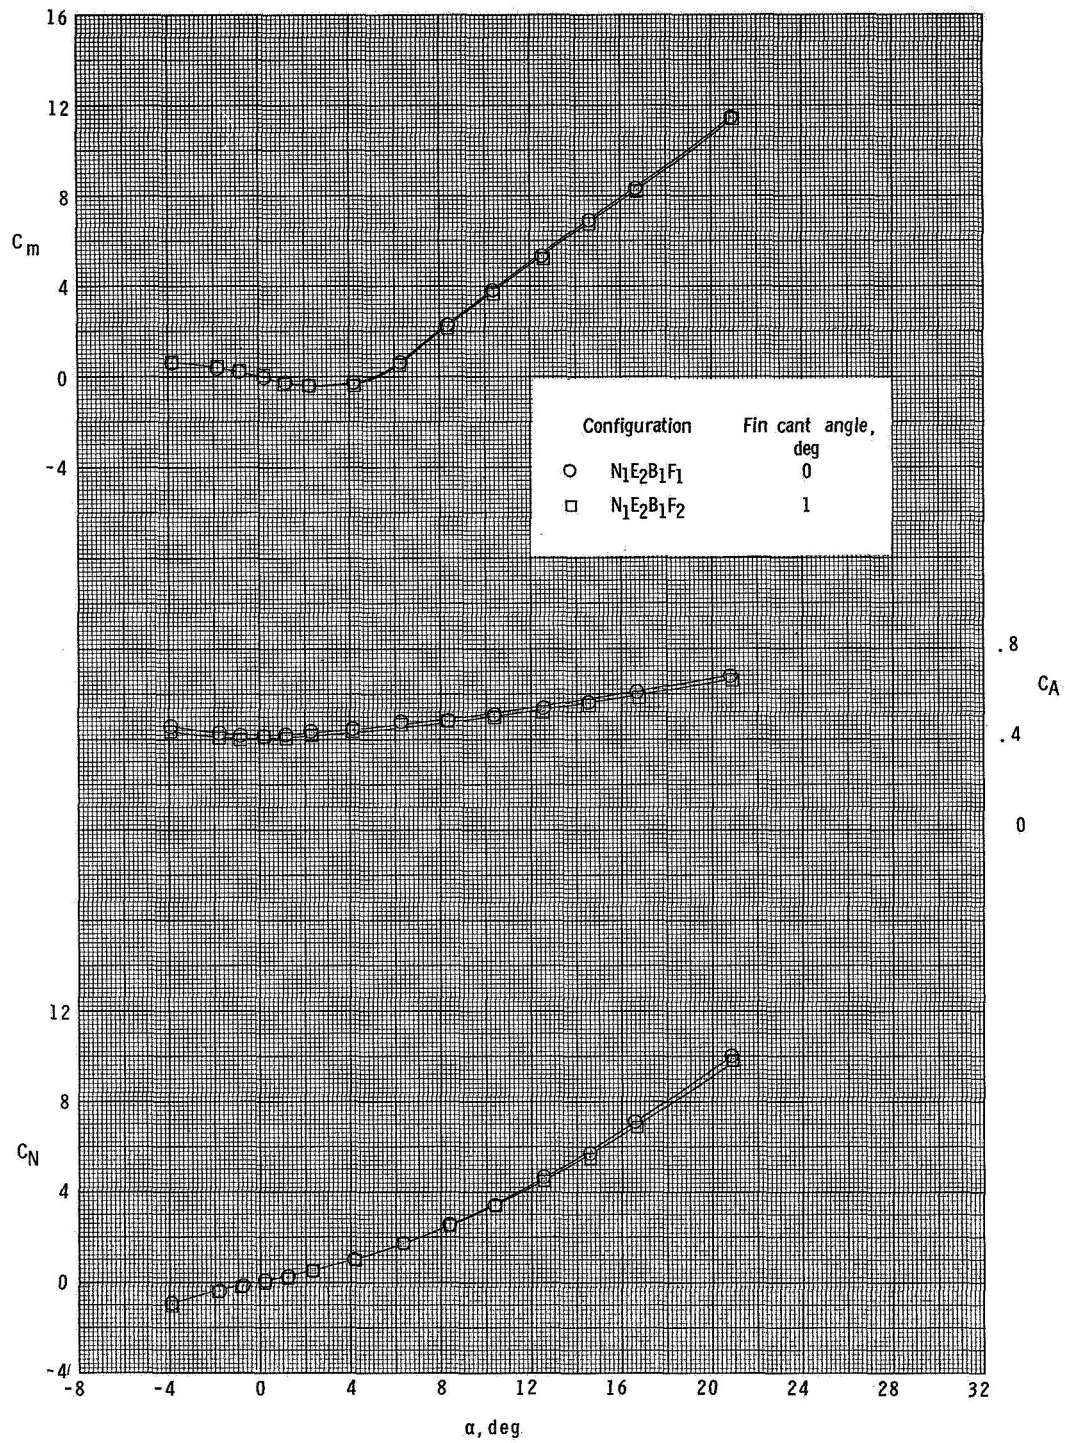 16
12
8
C_m
4
0
-4
Configuration Fin cant angle, deg
N₁E₂B₁F₁ 0
N₁E₂B₁F₂ 1
.8
C_A
.4
0
12
8
C_N
4
0
-4
-8 -4 0 4 8 12 16 20 24 28 32
α, deg.